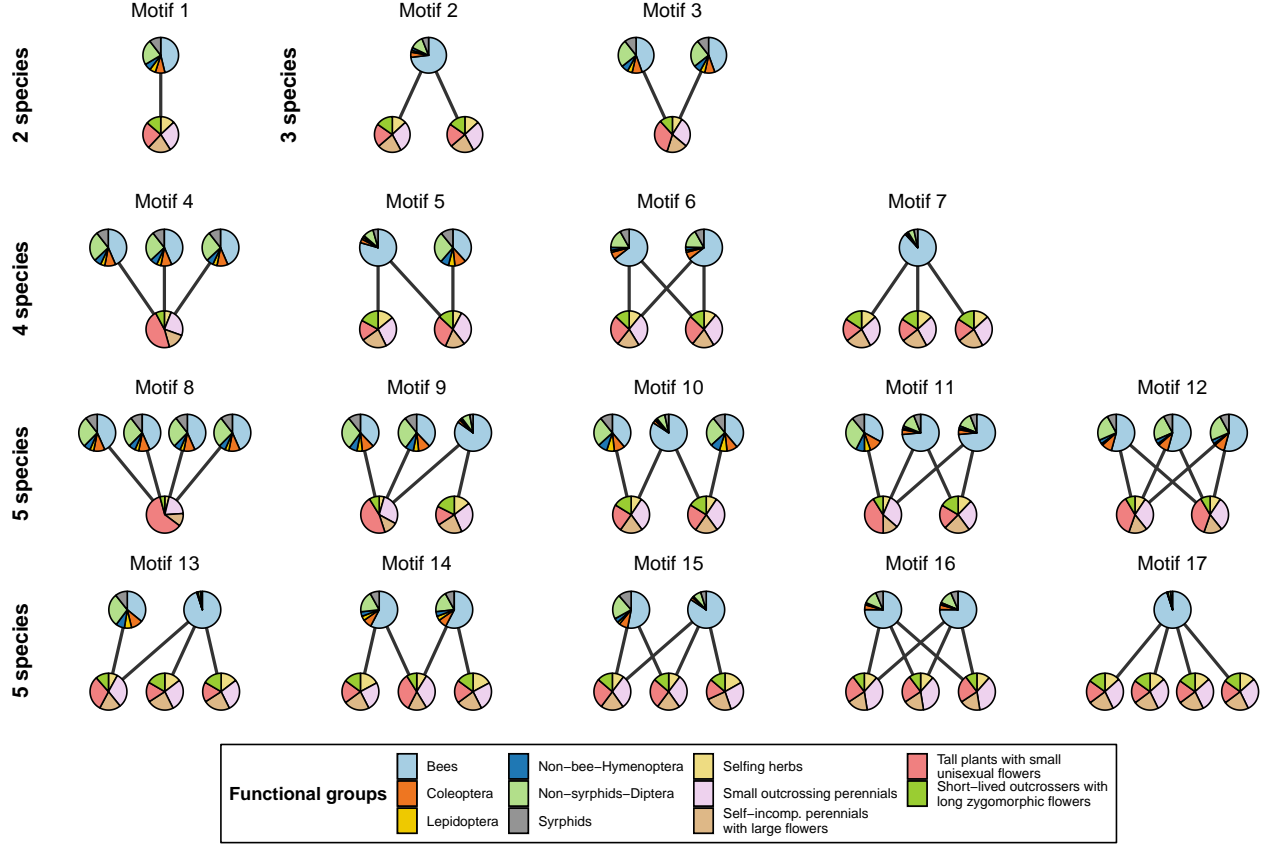 Motif 1
Motif 2
Motif 3
2 species
3 species
Motif 4
Motif 5
Motif 6
Motif 7
4 species
Motif 8
Motif 9
Motif 10
Motif 11
Motif 12
5 species
Motif 13
Motif 14
Motif 15
Motif 16
Motif 17
5 species
Functional groups
Bees
Coleoptera
Lepidoptera
Non−bee−Hymenoptera
Non−syrphids−Diptera
Syrphids
Selfing herbs
Small outcrossing perennials
Self−incomp. perennials
with large flowers
Tall plants with small
unisexual flowers
Short−lived outcrossers with
long zygomorphic flowers